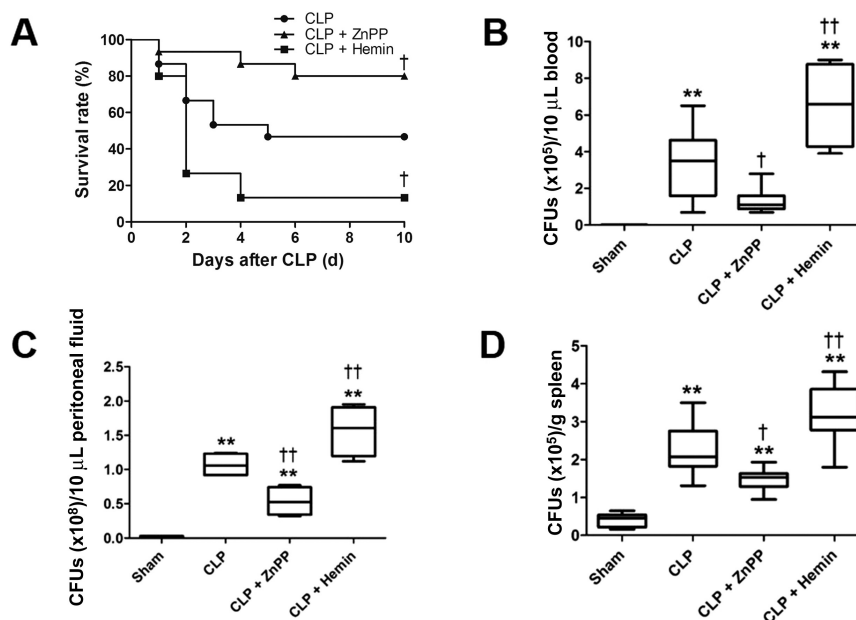 A
CLP
CLP + ZnPP
CLP + Hemin
Survival rate (%)
100
80
60
40
20
0
†
†
0 2 4 6 8 10
Days after CLP (d)
B
CFUs (x10⁵)/10 µL blood
10
8
6
4
2
0
**
†
††
**
Sham
CLP
CLP + ZnPP
CLP + Hemin
C
CFUs (x10⁸)/10 µL peritoneal fluid
2.5
2.0
1.5
1.0
0.5
0.0
**
††
**
††
**
Sham
CLP
CLP + ZnPP
CLP + Hemin
D
CFUs (x10⁵)/g spleen
5
4
3
2
1
0
**
†
**
††
**
Sham
CLP
CLP + ZnPP
CLP + Hemin